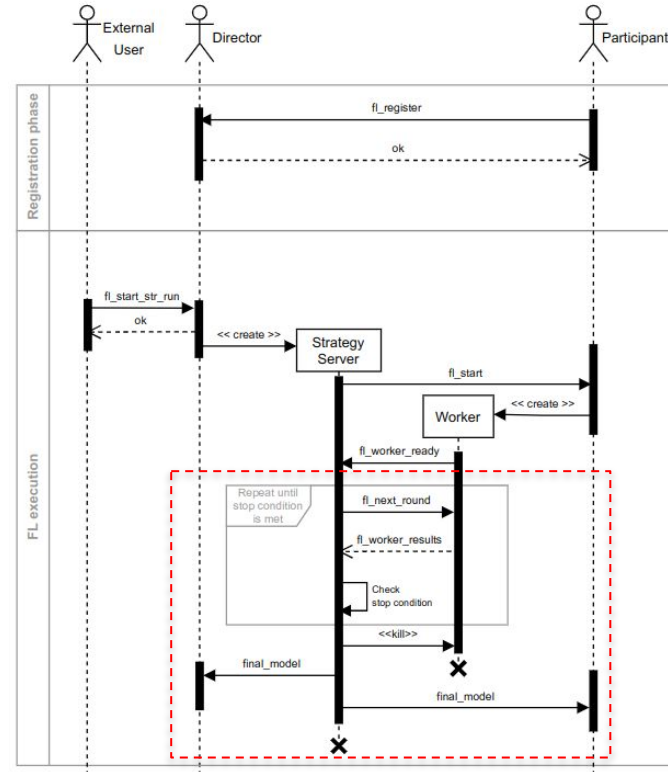 External
User
Director
Participant
Registration phase
fl_register
ok
FL execution
fl_start_str_run
ok
<< create >>
Strategy
Server
fl_start
<< create >>
Worker
fl_worker_ready
Repeat until
stop condition
is met
fl_next_round
fl_worker_results
Check
stop condition
<<kill>>
final_model
final_model